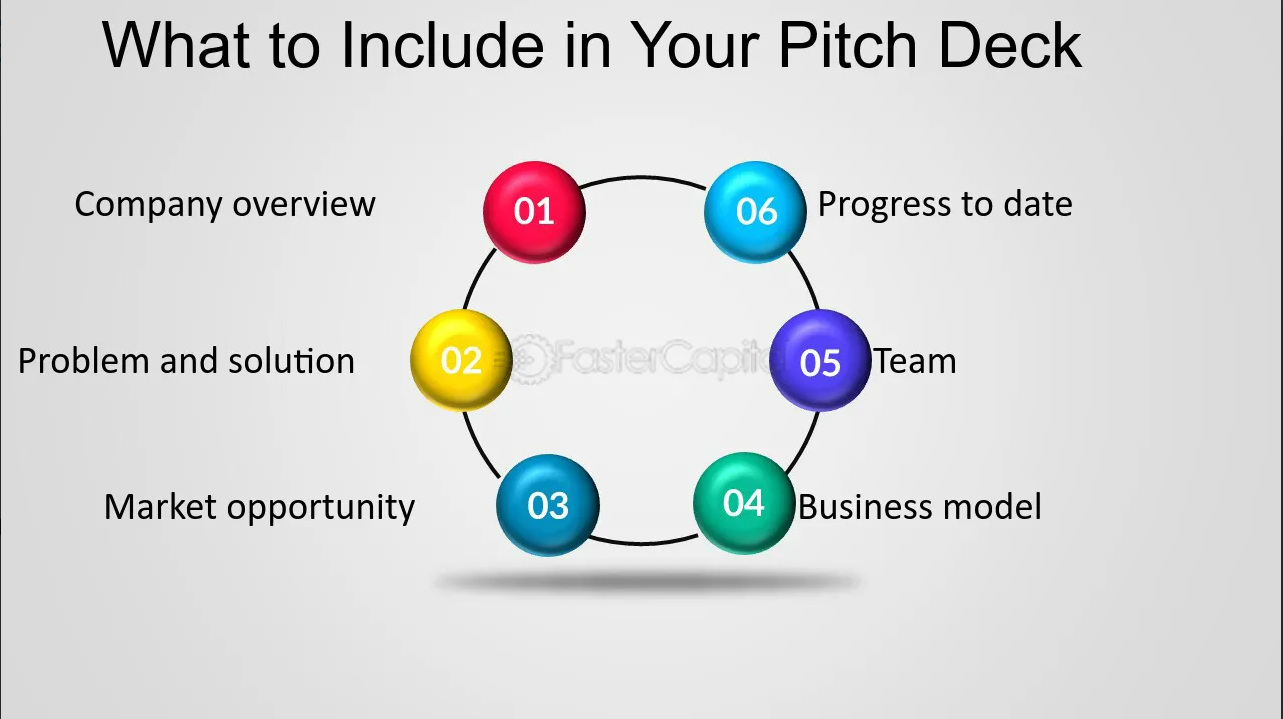 What to Include in Your Pitch Deck
01 Company overview
02 Problem and solution
03 Market opportunity
04 Business model
05 Team
06 Progress to date
FasterCapital